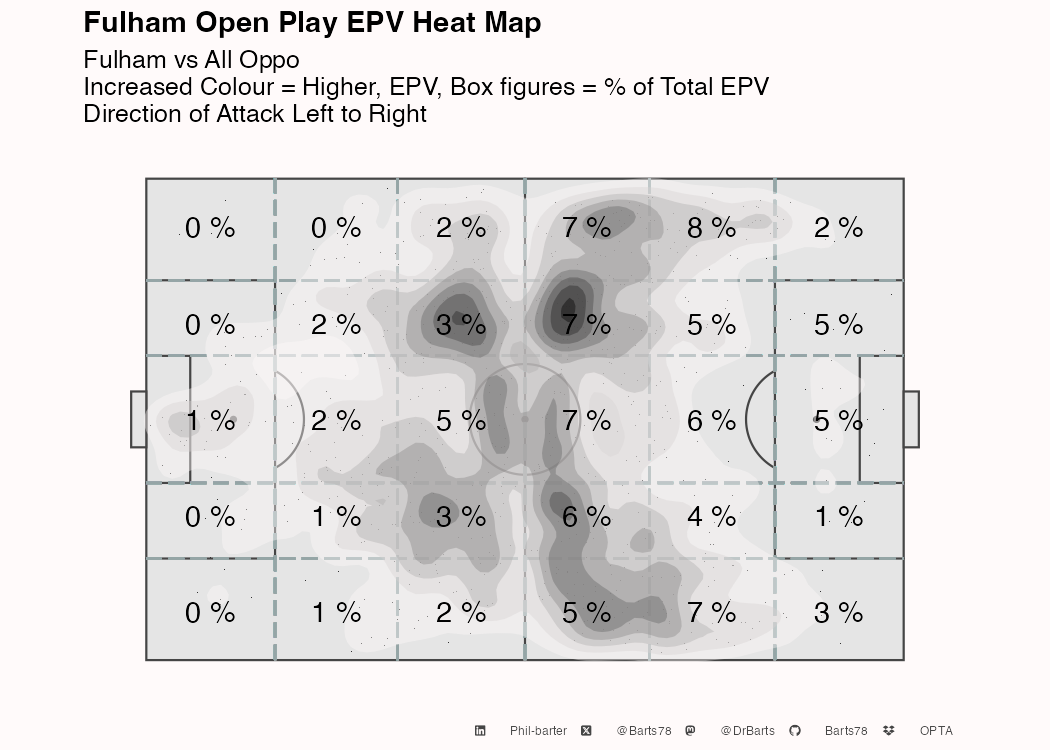 Fulham Open Play EPV Heat Map
Fulham vs All Oppo
Increased Colour = Higher, EPV, Box figures = % of Total EPV
Direction of Attack Left to Right
0 % 0 % 2 % 7 % 8 % 2 %
0 % 2 % 3 % 7 % 5 % 5 %
1 % 2 % 5 % 7 % 6 % 5 %
0 % 1 % 3 % 6 % 4 % 1 %
0 % 1 % 2 % 5 % 7 % 3 %
Phil-barter @Barts78 @DrBarts Barts78 OPTA